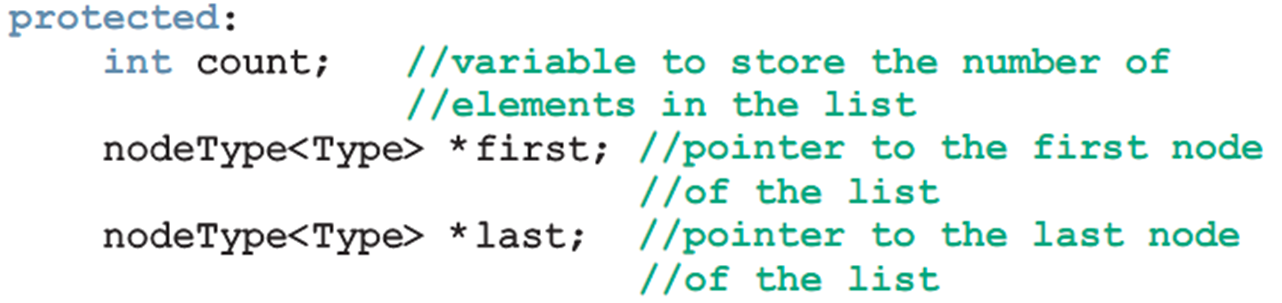 protected:
    int count;   //variable to store the number of
                 //elements in the list
    nodeType<Type> *first; //pointer to the first node
                           //of the list
    nodeType<Type> *last;  //pointer to the last node
                           //of the list